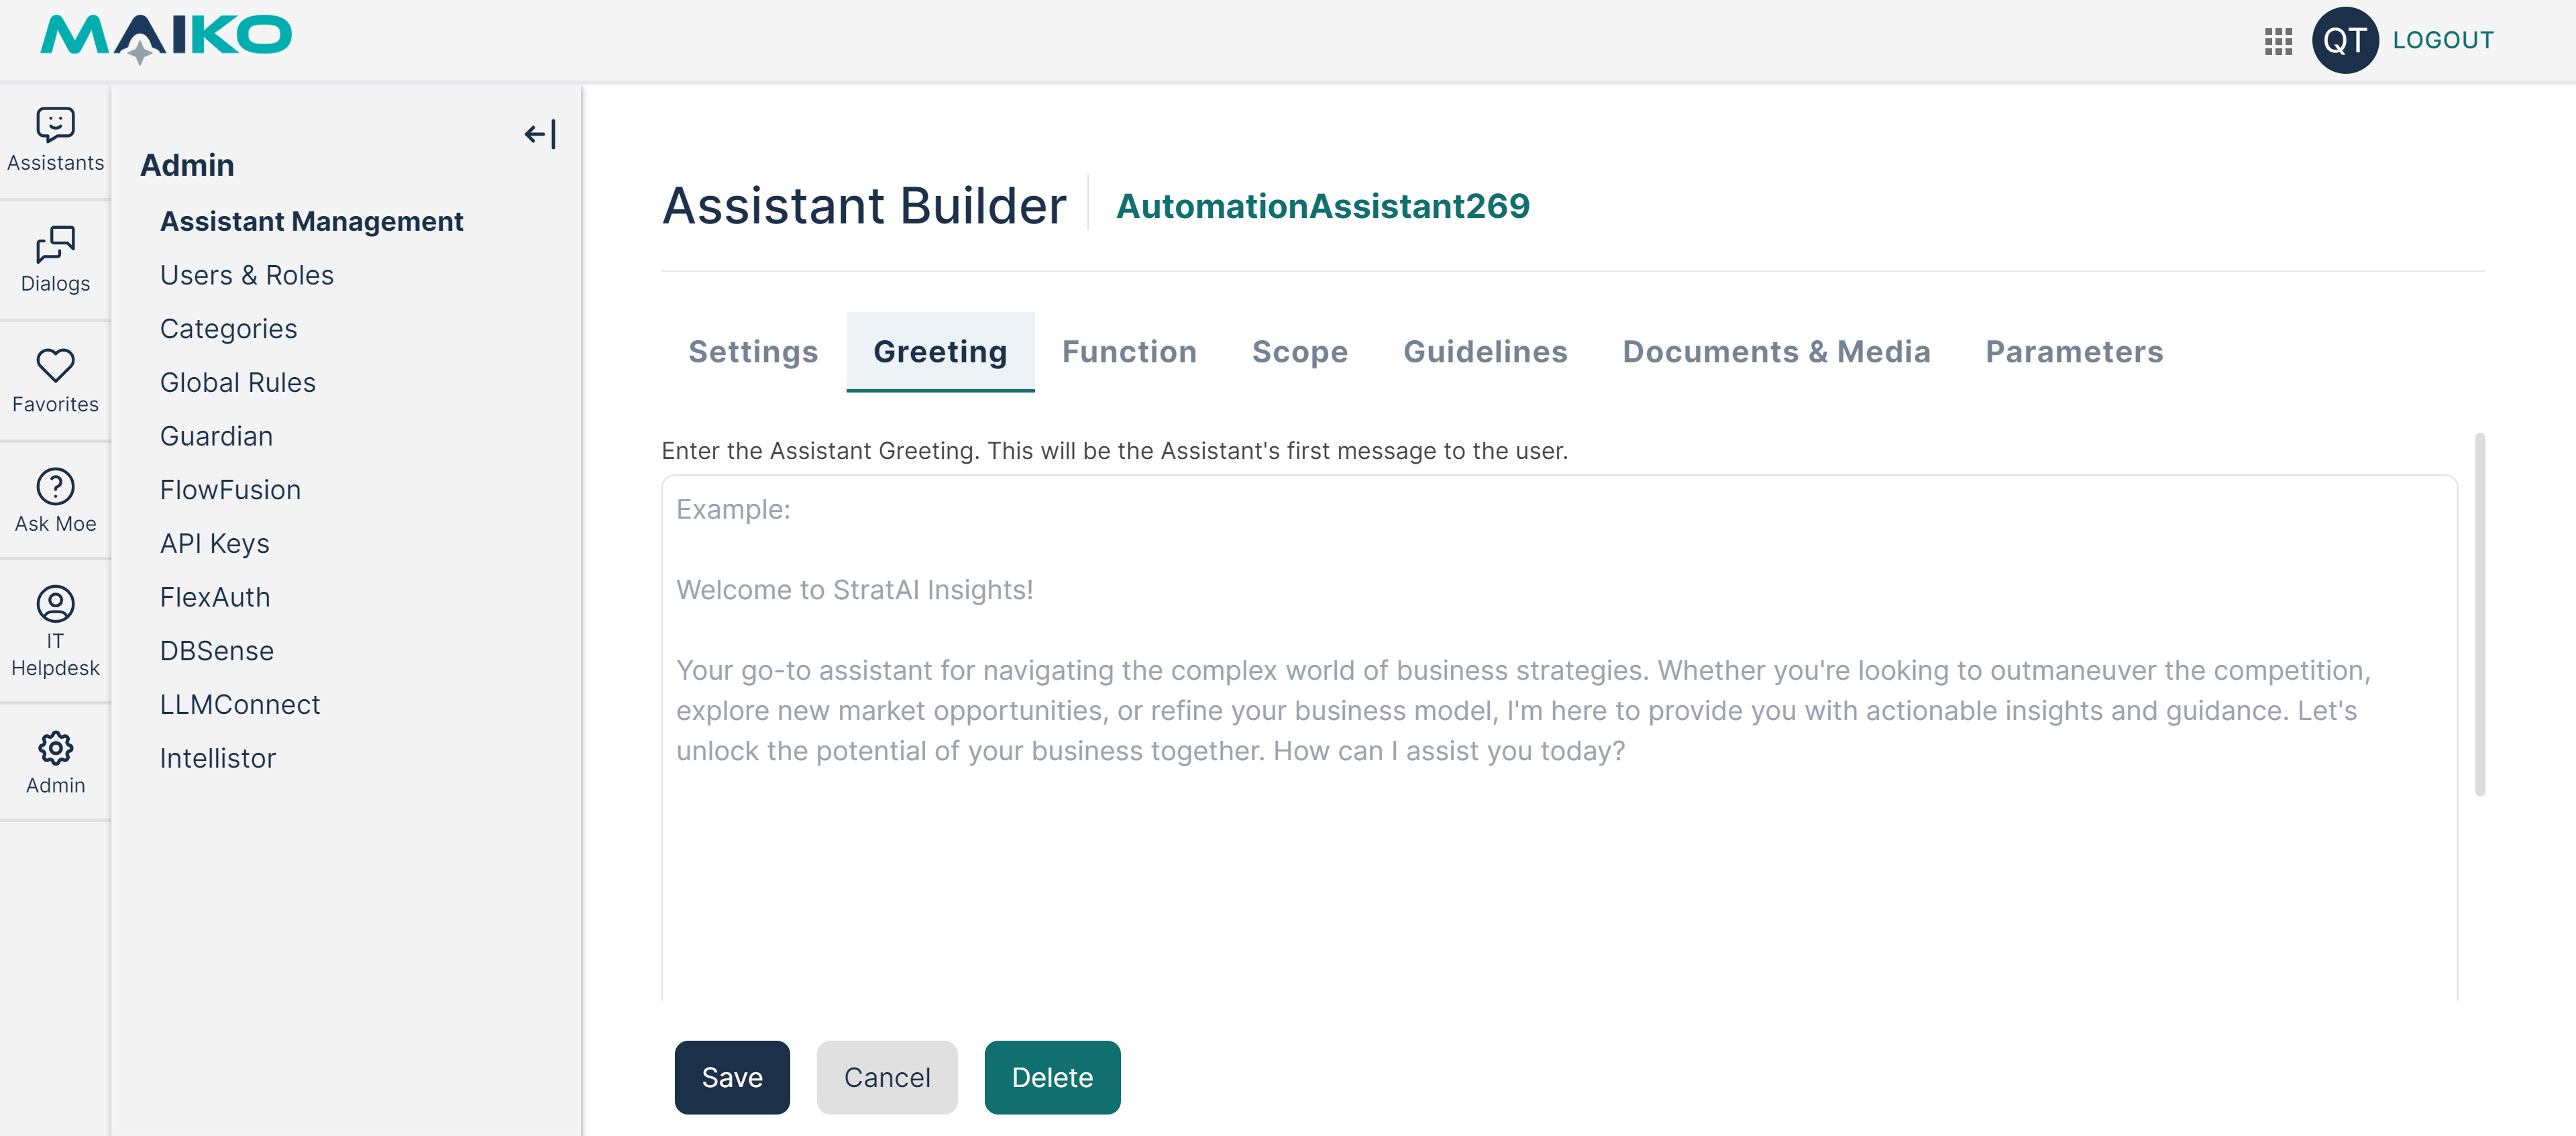 MAIKO
QT
LOGOUT
Assistants
Dialogs
Favorites
Ask Moe
IT
Helpdesk
Admin
Admin
Assistant Management
Users & Roles
Categories
Global Rules
Guardian
FlowFusion
API Keys
FlexAuth
DBSense
LLMConnect
Intellistor
Assistant Builder
AutomationAssistant269
Settings
Greeting
Function
Scope
Guidelines
Documents & Media
Parameters
Enter the Assistant Greeting. This will be the Assistant's first message to the user.
Example:
Welcome to StratAI Insights!
Your go-to assistant for navigating the complex world of business strategies. Whether you're looking to outmaneuver the competition,
explore new market opportunities, or refine your business model, I'm here to provide you with actionable insights and guidance. Let's
unlock the potential of your business together. How can I assist you today?
Save
Cancel
Delete